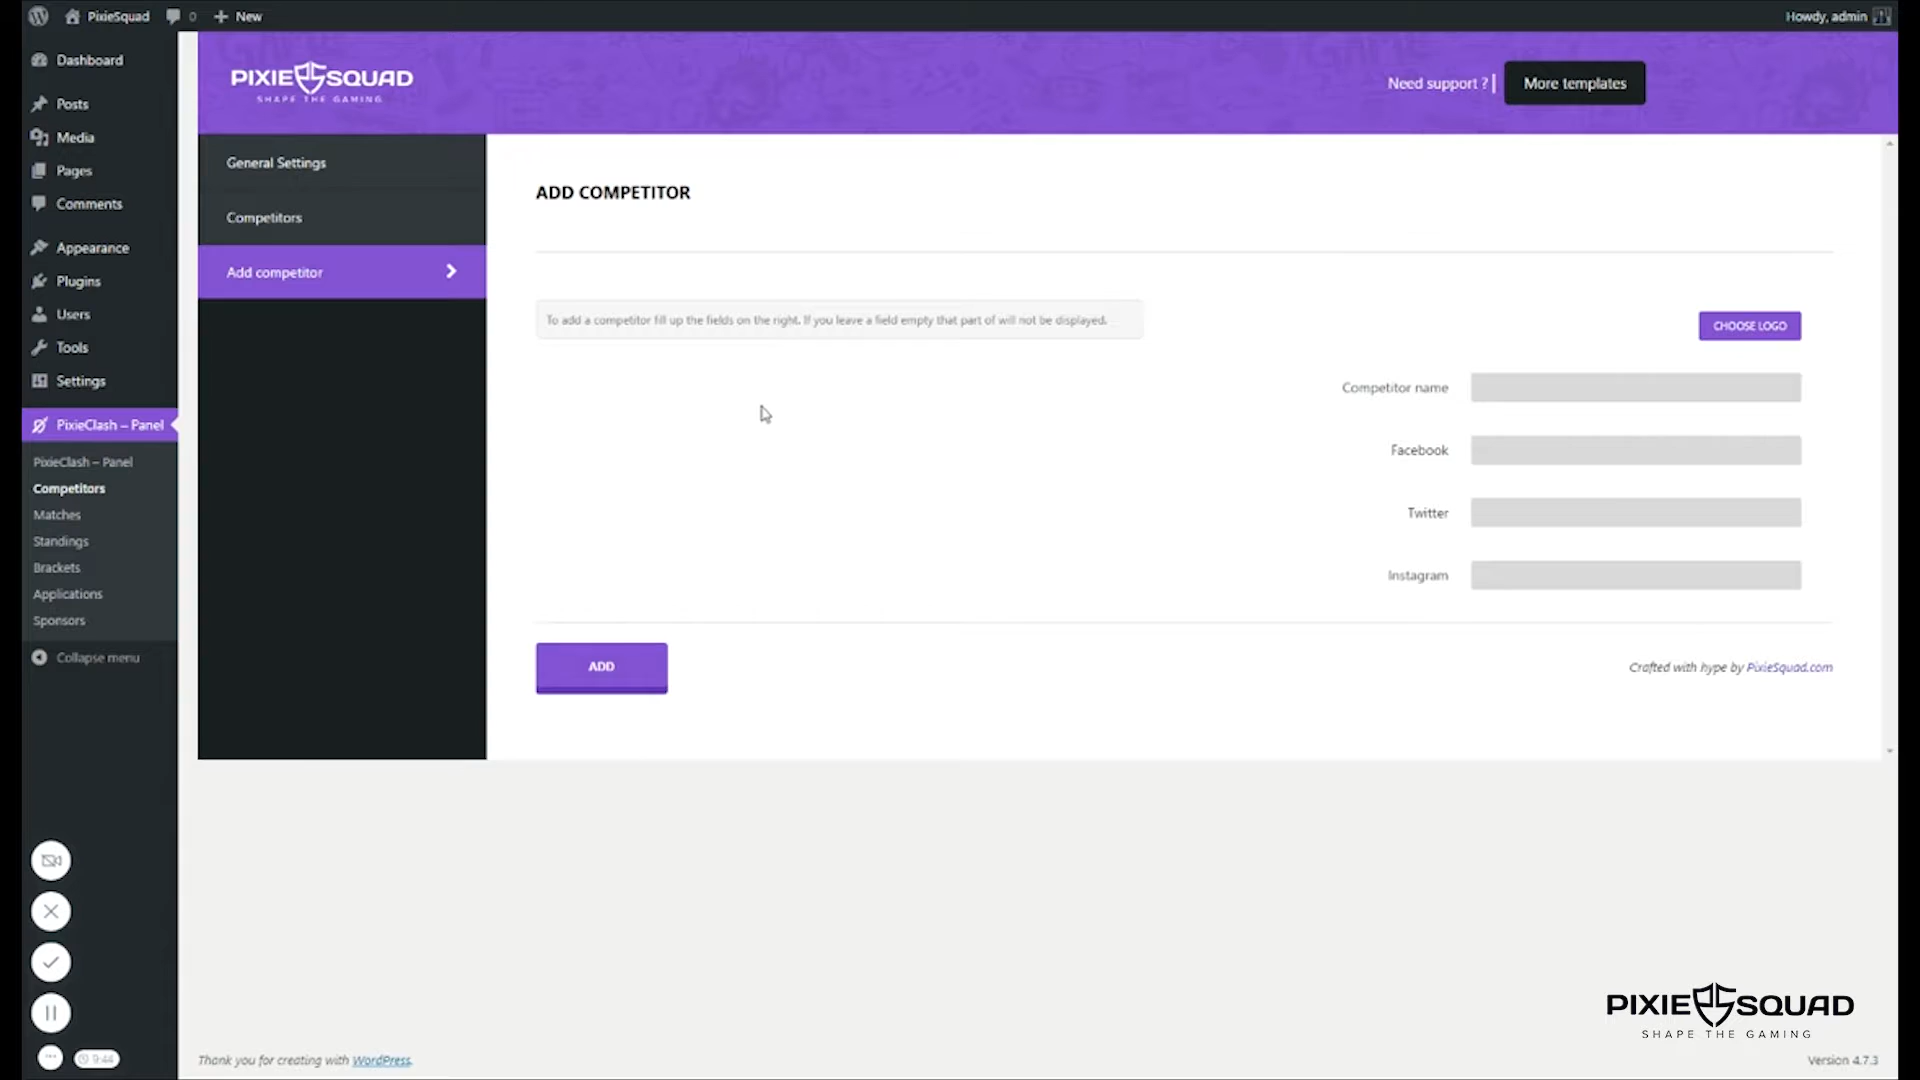 PixieSquad
0
New
Howdy, admin
Dashboard
Posts
Media
Pages
Comments
Appearance
Plugins
Users
Tools
Settings
PixieClash – Panel
PixieClash – Panel
Competitors
Matches
Standings
Brackets
Applications
Sponsors
Collapse menu
9:44
PIXIE SQUAD
SHAPE THE GAMING
Need support ?
More templates
General Settings
Competitors
Add competitor
ADD COMPETITOR
To add a competitor fill up the fields on the right. If you leave a field empty that part of will not be displayed.
CHOOSE LOGO
Competitor name
Facebook
Twitter
Instagram
ADD
Crafted with hype by PixieSquad.com
PIXIE SQUAD
SHAPE THE GAMING
Thank you for creating with WordPress.
Version 4.7.3